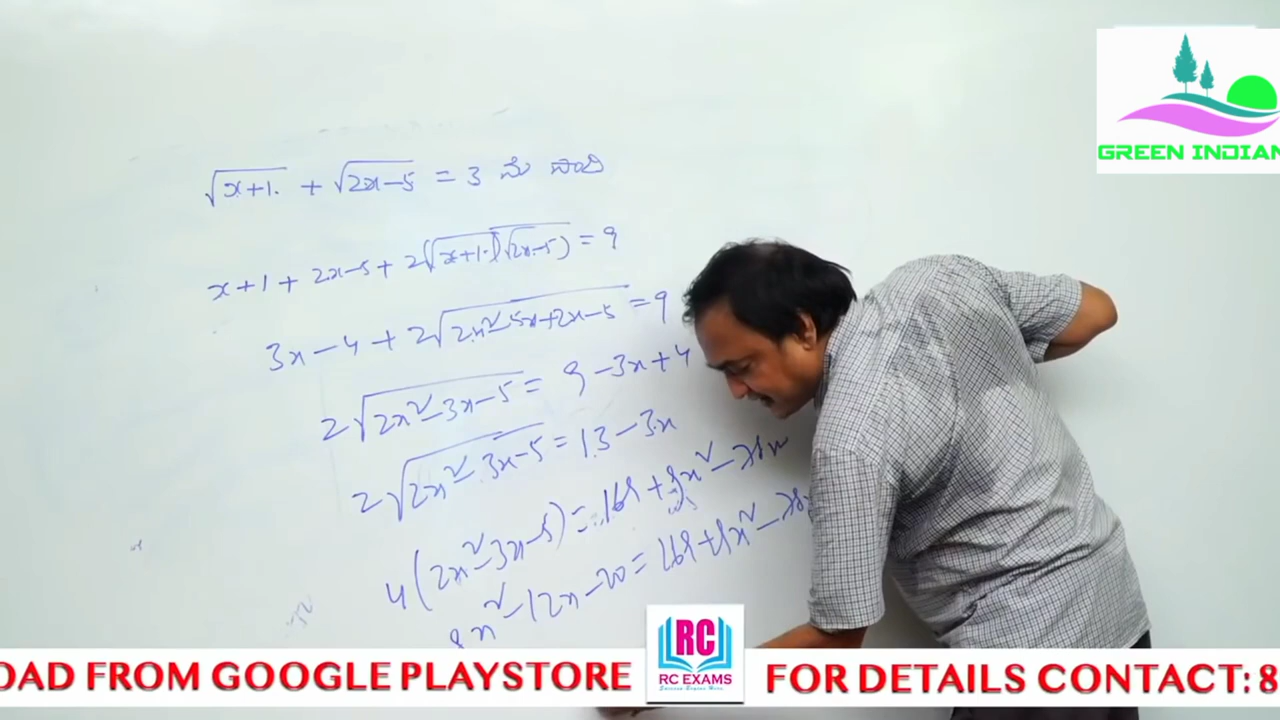 √x+1 + √2x-5 = 3
x+1 + 2x-5 + 2(√x+1)(√2x-5) = 9
3x-4 + 2√2x²-5x+2x-5 = 9
2√2x²-3x-5 = 9-3x+4
2√2x²-3x-5 = 13-3x
4(2x²-3x-5) = 169+9x²-78x
8x²-12x-20 = 169+9x²-78x
GREEN INDIAN
OAD FROM GOOGLE PLAYSTORE
RC
RC EXAMS
FOR DETAILS CONTACT: 8